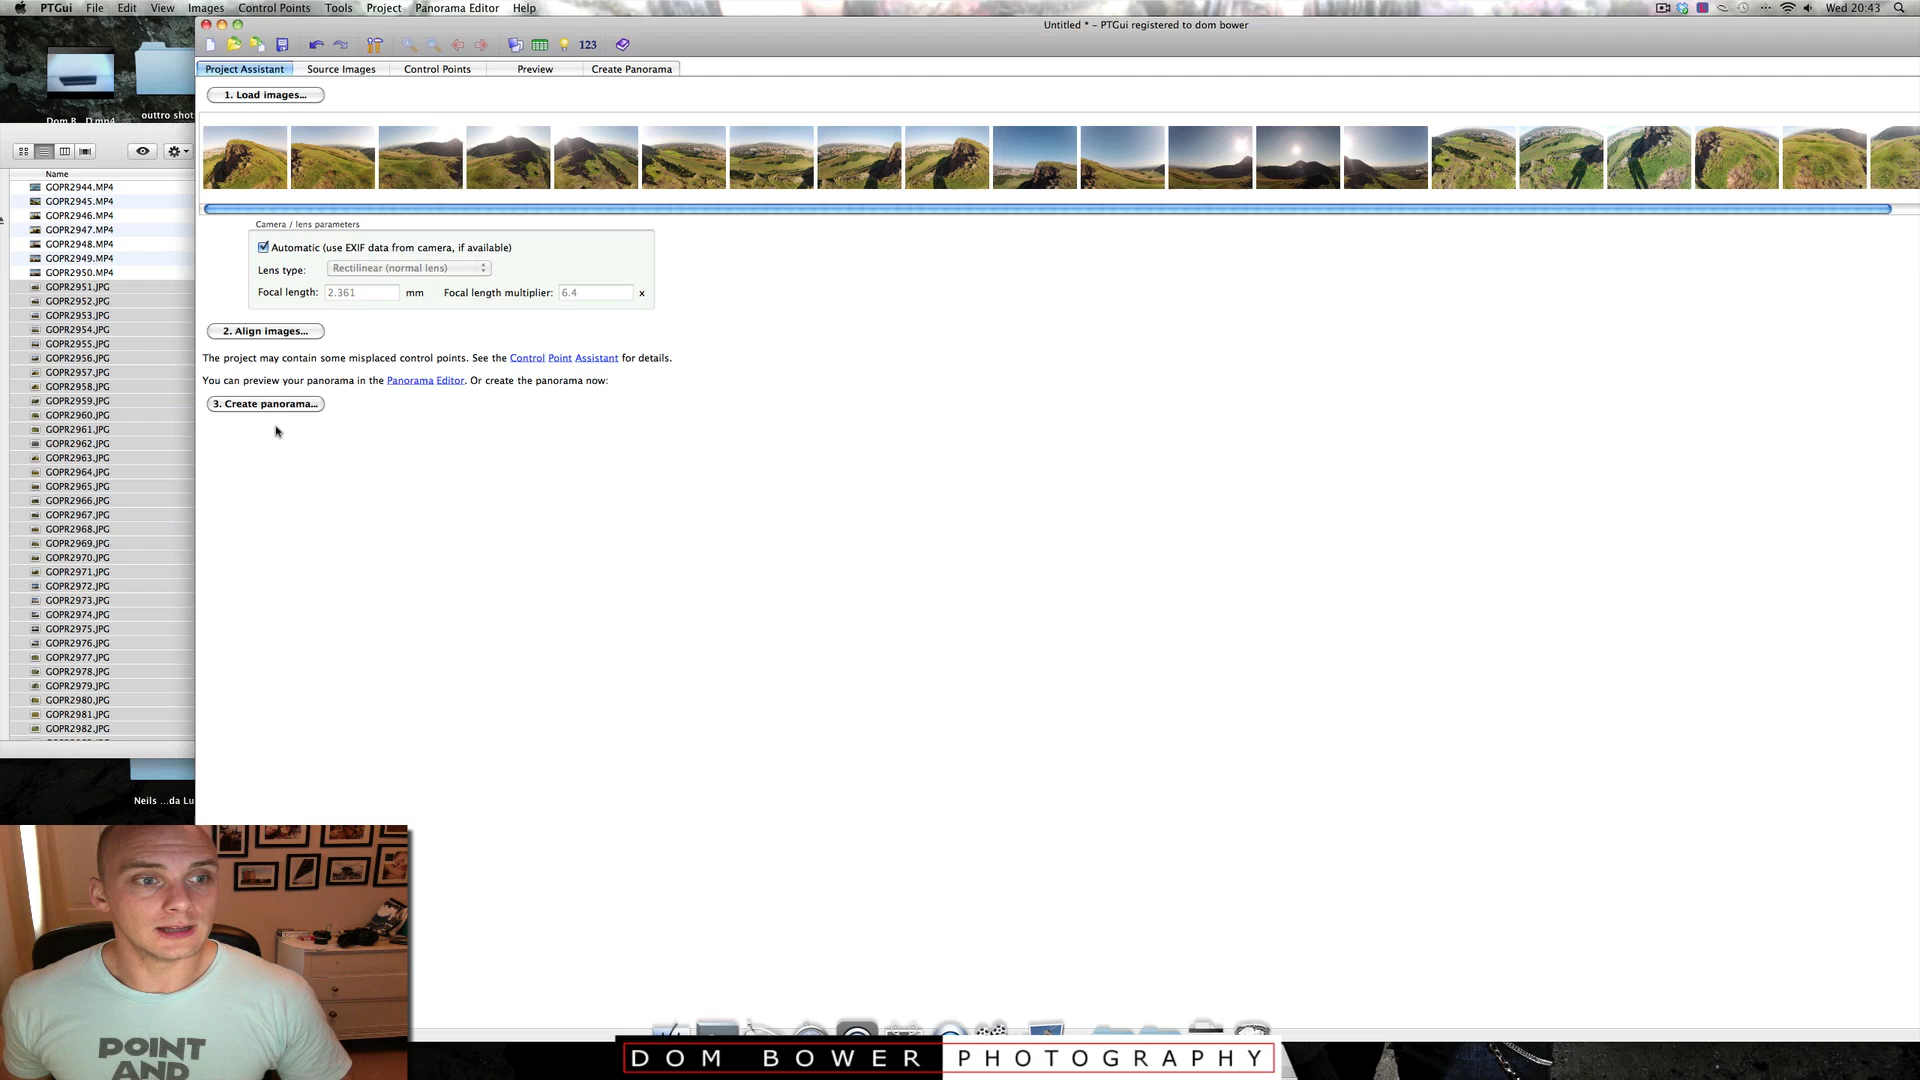 PTGui File Edit View Images Control Points Tools Project Panorama Editor Help
Wed 20:43
Untitled * – PTGui registered to dom bower
123
Project Assistant Source Images Control Points Preview Create Panorama
1. Load images...
Camera / lens parameters
Automatic (use EXIF data from camera, if available)
Lens type: Rectilinear (normal lens)
Focal length: 2.361 mm Focal length multiplier: 6.4 x
2. Align images...
The project may contain some misplaced control points. See the Control Point Assistant for details.
You can preview your panorama in the Panorama Editor. Or create the panorama now:
3. Create panorama...
outtro shot
Name
GOPR2944.MP4
GOPR2945.MP4
GOPR2946.MP4
GOPR2947.MP4
GOPR2948.MP4
GOPR2949.MP4
GOPR2950.MP4
GOPR2951.JPG
GOPR2952.JPG
GOPR2953.JPG
GOPR2954.JPG
GOPR2955.JPG
GOPR2956.JPG
GOPR2957.JPG
GOPR2958.JPG
GOPR2959.JPG
GOPR2960.JPG
GOPR2961.JPG
GOPR2962.JPG
GOPR2963.JPG
GOPR2964.JPG
GOPR2965.JPG
GOPR2966.JPG
GOPR2967.JPG
GOPR2968.JPG
GOPR2969.JPG
GOPR2970.JPG
GOPR2971.JPG
GOPR2972.JPG
GOPR2973.JPG
GOPR2974.JPG
GOPR2975.JPG
GOPR2976.JPG
GOPR2977.JPG
GOPR2978.JPG
GOPR2979.JPG
GOPR2980.JPG
GOPR2981.JPG
GOPR2982.JPG
Neils ...da Lu
POINT
AND
DOM BOWER PHOTOGRAPHY